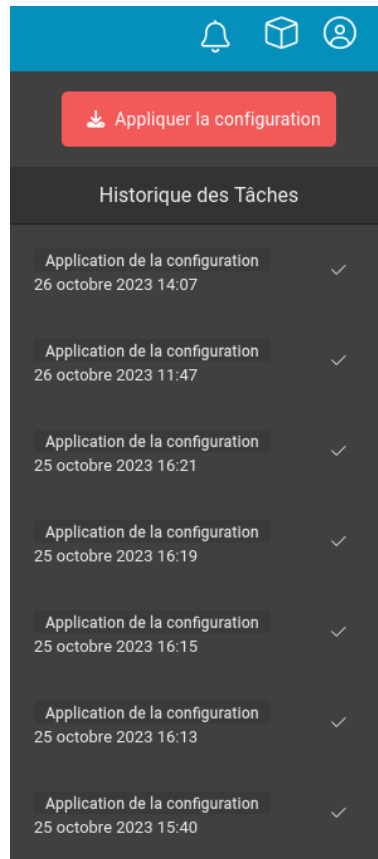 Appliquer la configuration
Historique des Tâches
Application de la configuration
26 octobre 2023 14:07
Application de la configuration
26 octobre 2023 11:47
Application de la configuration
25 octobre 2023 16:21
Application de la configuration
25 octobre 2023 16:19
Application de la configuration
25 octobre 2023 16:15
Application de la configuration
25 octobre 2023 16:13
Application de la configuration
25 octobre 2023 15:40